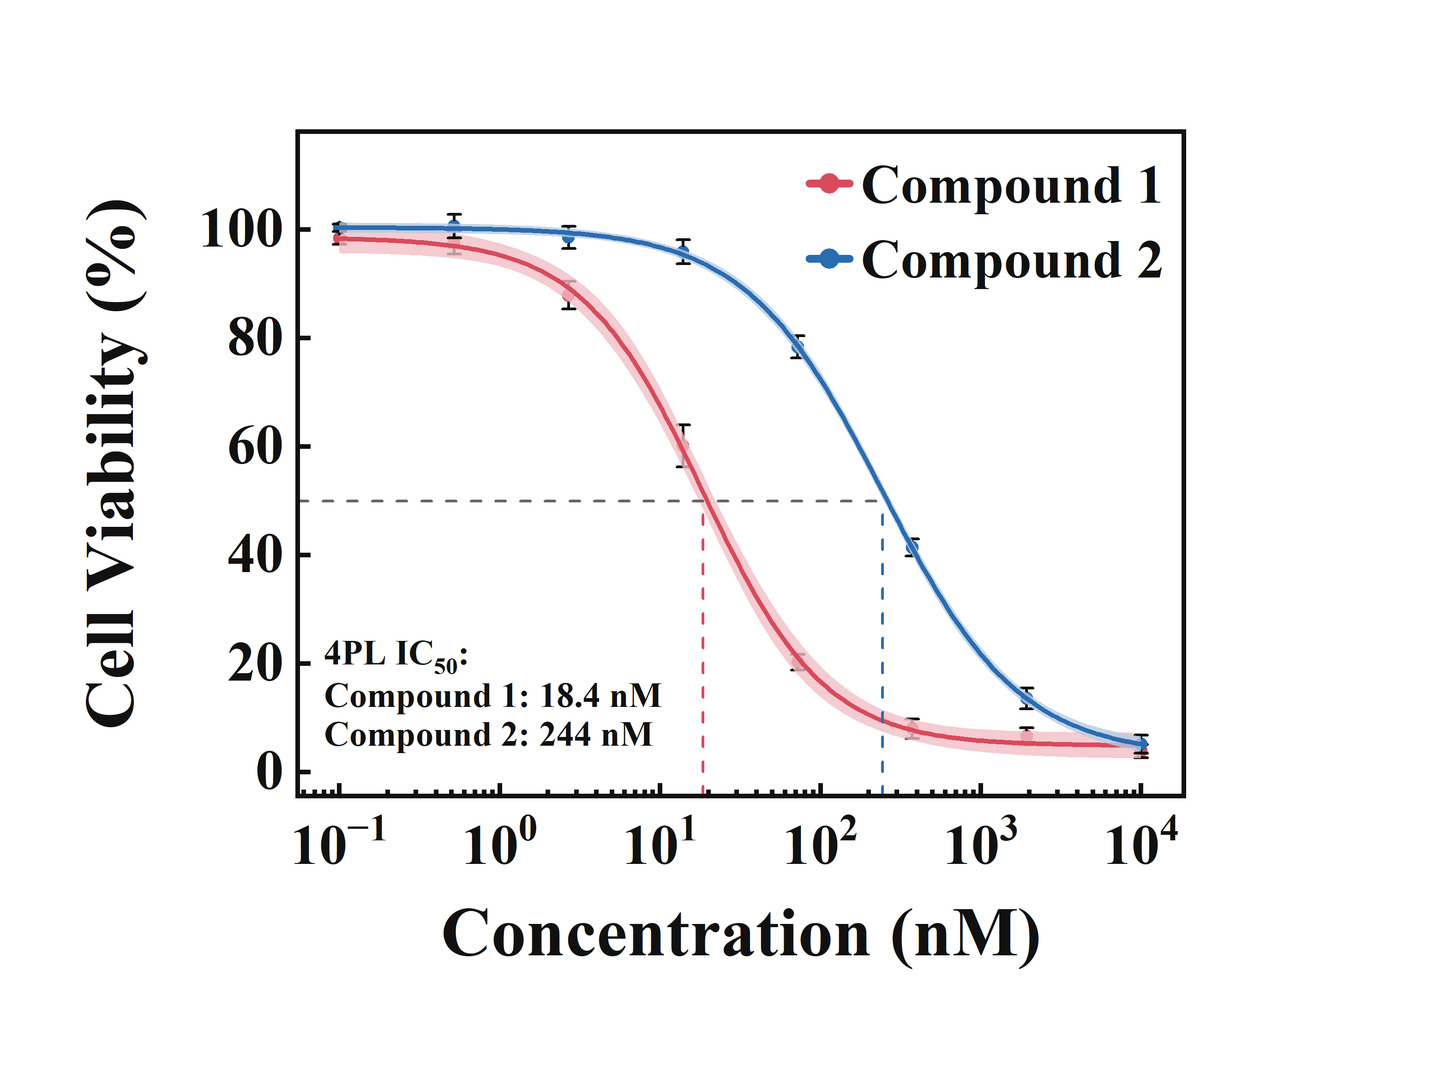 Compound 1
Compound 2
Cell Viability (%)
100
80
60
40
20
0
4PL IC₅₀:
Compound 1: 18.4 nM
Compound 2: 244 nM
10⁻¹ 10⁰ 10¹ 10² 10³ 10⁴
Concentration (nM)